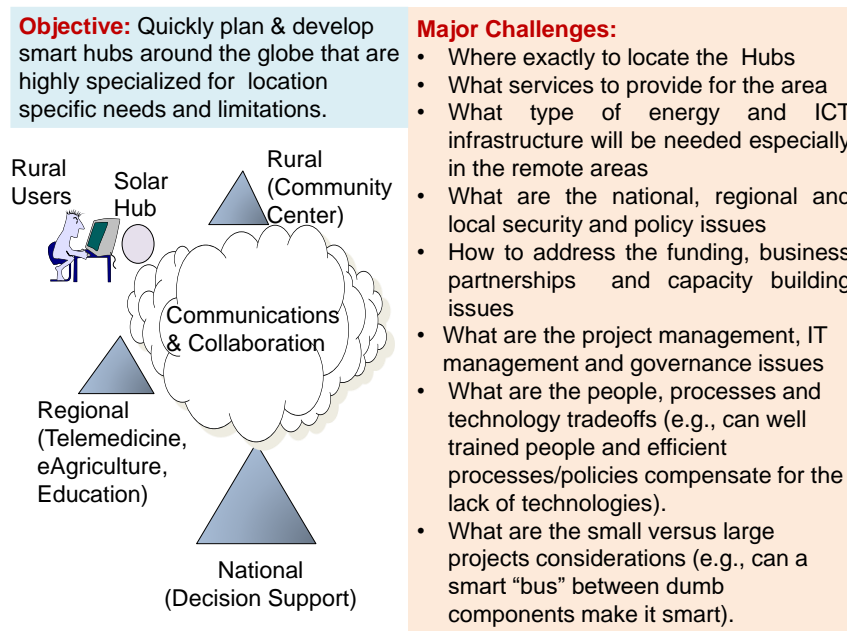 Objective: Quickly plan & develop
smart hubs around the globe that are
highly specialized for location
specific needs and limitations.
Rural
Users
Solar
Hub
Rural
(Community
Center)
Communications
& Collaboration
Regional
(Telemedicine,
eAgriculture,
Education)
National
(Decision Support)
Major Challenges:
• Where exactly to locate the Hubs
• What services to provide for the area
• What type of energy and ICT
infrastructure will be needed especially
in the remote areas
• What are the national, regional and
local security and policy issues
• How to address the funding, business
partnerships and capacity building
issues
• What are the project management, IT
management and governance issues
• What are the people, processes and
technology tradeoffs (e.g., can well
trained people and efficient
processes/policies compensate for the
lack of technologies).
• What are the small versus large
projects considerations (e.g., can a
smart “bus” between dumb
components make it smart).